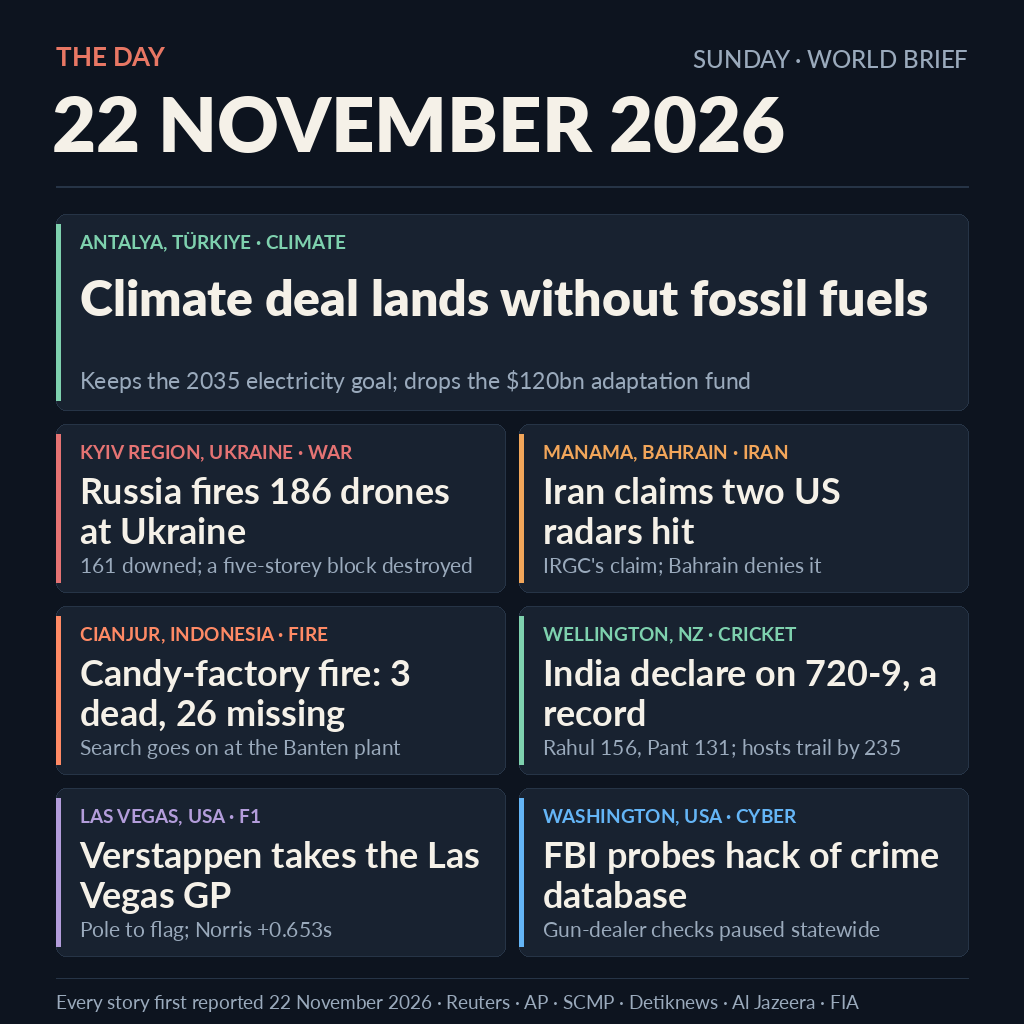 THE DAY
SUNDAY · WORLD BRIEF
22 NOVEMBER 2026
ANTALYA, TÜRKIYE · CLIMATE
Climate deal lands without fossil fuels
Keeps the 2035 electricity goal; drops the $120bn adaptation fund
KYIV REGION, UKRAINE · WAR
Russia fires 186 drones
at Ukraine
161 downed; a five-storey block destroyed
MANAMA, BAHRAIN · IRAN
Iran claims two US
radars hit
IRGC's claim; Bahrain denies it
CIANJUR, INDONESIA · FIRE
Candy-factory fire: 3
dead, 26 missing
Search goes on at the Banten plant
WELLINGTON, NZ · CRICKET
India declare on 720-9, a
record
Rahul 156, Pant 131; hosts trail by 235
LAS VEGAS, USA · F1
Verstappen takes the Las
Vegas GP
Pole to flag; Norris +0.653s
WASHINGTON, USA · CYBER
FBI probes hack of crime
database
Gun-dealer checks paused statewide
Every story first reported 22 November 2026 · Reuters · AP · SCMP · Detiknews · Al Jazeera · FIA